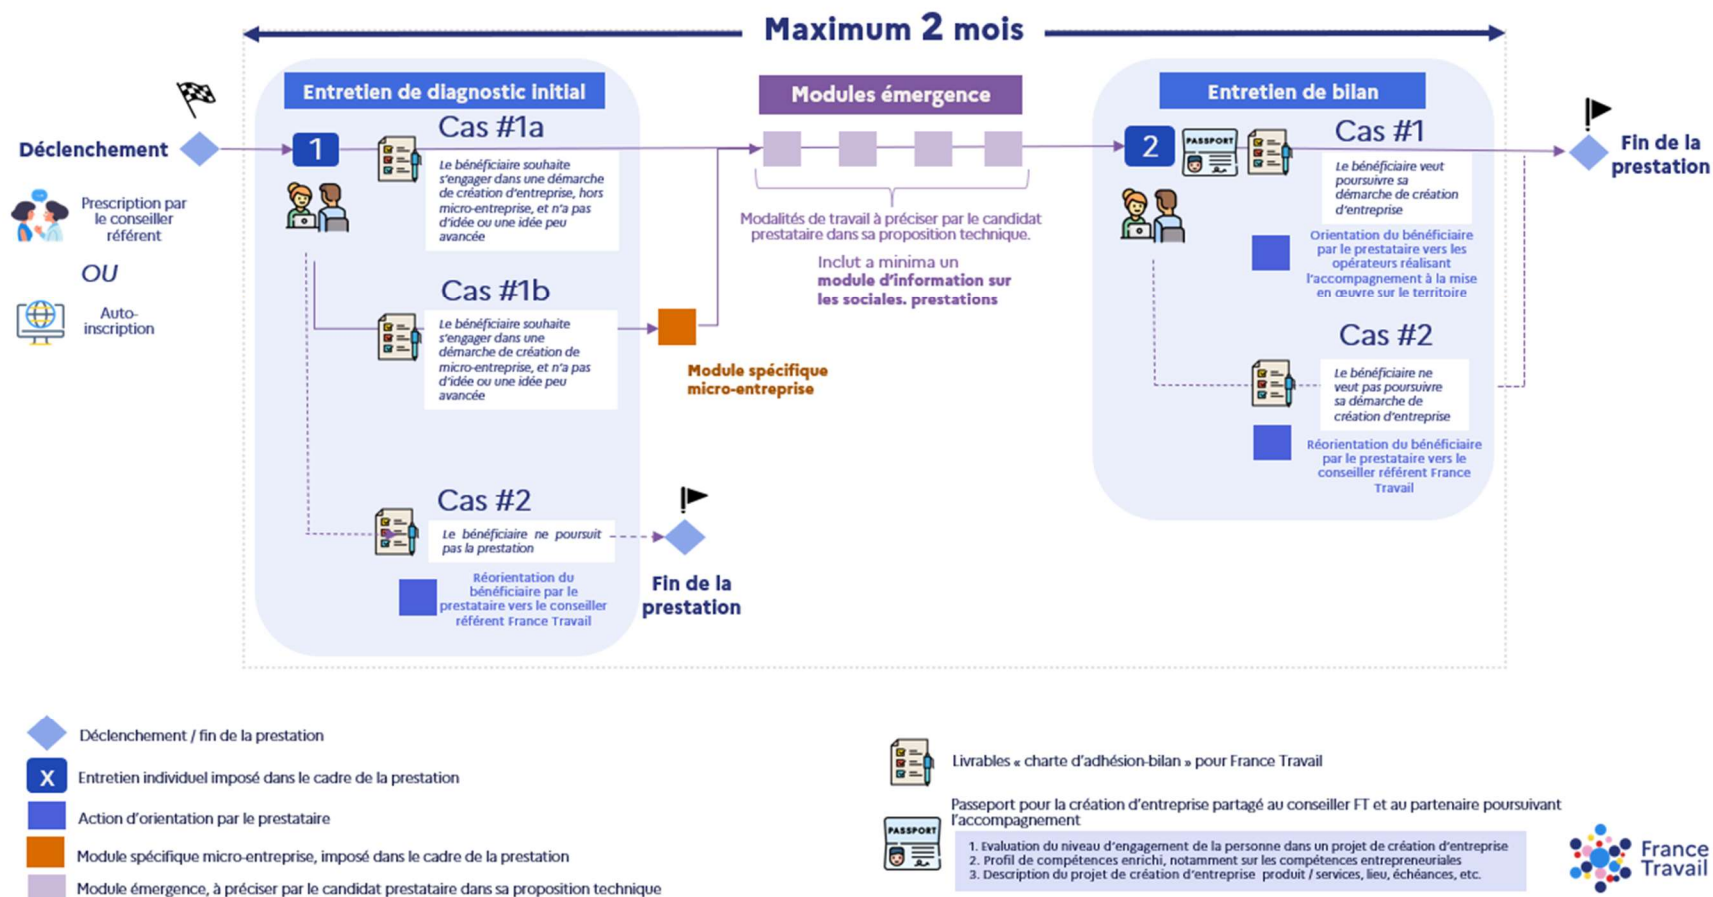 Maximum 2 mois
Déclenchement
Prescription par
le conseiller
référent
OU
Auto-
inscription
Entretien de diagnostic initial
1
Cas #1a
Le bénéficiaire souhaite
s'engager dans une démarche
de création d'entreprise, hors
micro-entreprise, et n'a pas
d'idée ou une idée peu
avancée
Cas #1b
Le bénéficiaire souhaite
s'engager dans une
démarche de création de
micro-entreprise, et n'a pas
d'idée ou une idée peu
avancée
Module spécifique
micro-entreprise
Cas #2
Le bénéficiaire ne poursuit
pas la prestation
Réorientation du
bénéficiaire par le
prestataire vers le conseiller
référent France Travail
Fin de la
prestation
Modules émergence
Modalités de travail à préciser par le candidat
prestataire dans sa proposition technique.
Inclut a minima un
module d'information sur
les sociales. prestations
Entretien de bilan
2
PASSPORT
Cas #1
Le bénéficiaire veut
poursuivre sa
démarche de création
d'entreprise
Orientation du bénéficiaire
par le prestataire vers les
opérateurs réalisant
l'accompagnement à la mise
en œuvre sur le territoire
Cas #2
Le bénéficiaire ne
veut pas poursuivre
sa démarche de
création d'entreprise
Réorientation du bénéficiaire
par le prestataire vers le
conseiller référent France
Travail
Fin de la
prestation
Déclenchement / fin de la prestation
X
Entretien individuel imposé dans le cadre de la prestation
Action d'orientation par le prestataire
Module spécifique micro-entreprise, imposé dans le cadre de la prestation
Module émergence, à préciser par le candidat prestataire dans sa proposition technique
Livrables « charte d'adhésion-bilan » pour France Travail
PASSPORT
Passeport pour la création d'entreprise partagé au conseiller FT et au partenaire poursuivant
l'accompagnement
1. Evaluation du niveau d'engagement de la personne dans un projet de création d'entreprise
2. Profil de compétences enrichi, notamment sur les compétences entrepreneuriales
3. Description du projet de création d'entreprise produit / services, lieu, échéances, etc.
France
Travail